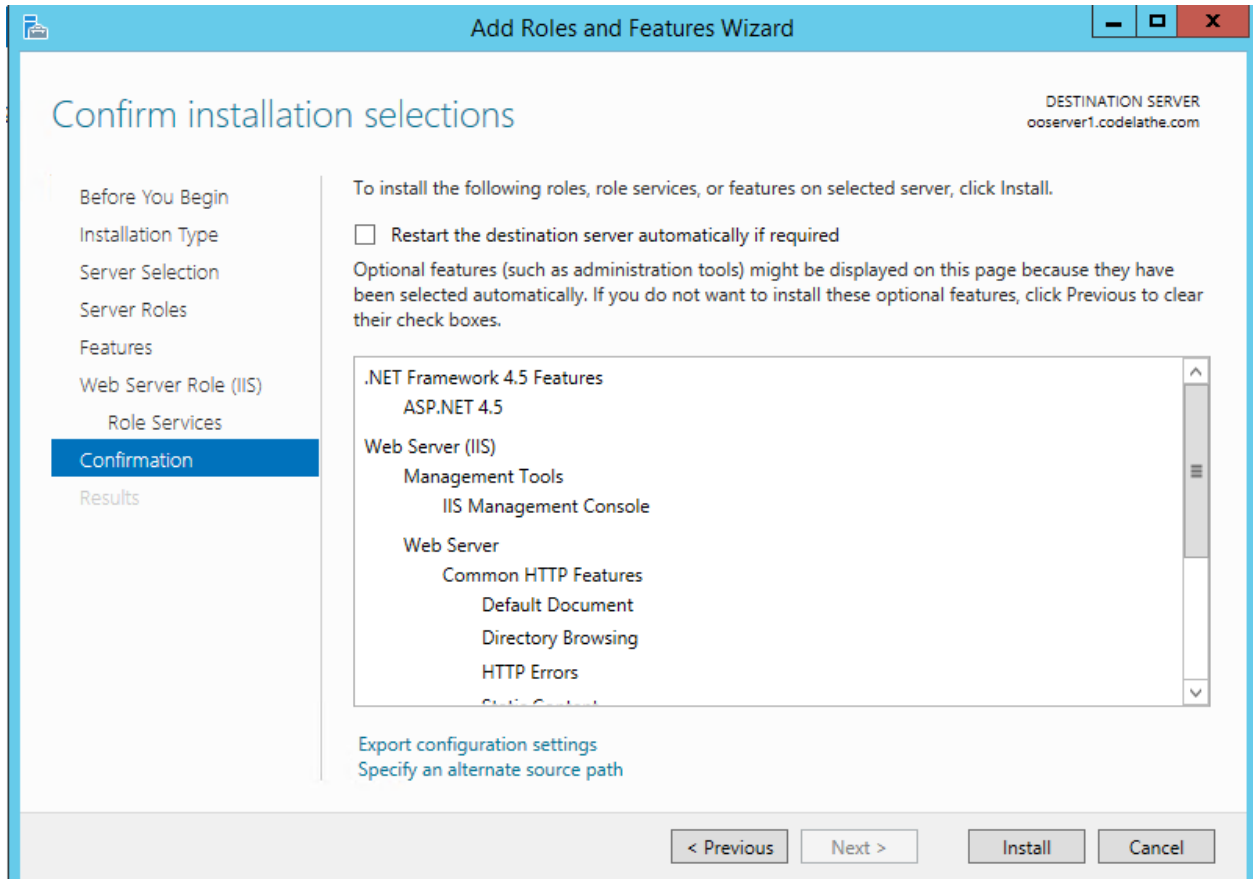 Add Roles and Features Wizard
Confirm installation selections
DESTINATION SERVER
ooserver1.codelathe.com
Before You Begin
Installation Type
Server Selection
Server Roles
Features
Web Server Role (IIS)
Role Services
Confirmation
Results
To install the following roles, role services, or features on selected server, click Install.
Restart the destination server automatically if required
Optional features (such as administration tools) might be displayed on this page because they have
been selected automatically. If you do not want to install these optional features, click Previous to clear
their check boxes.
.NET Framework 4.5 Features
ASP.NET 4.5
Web Server (IIS)
Management Tools
IIS Management Console
Web Server
Common HTTP Features
Default Document
Directory Browsing
HTTP Errors
Static Content
Export configuration settings
Specify an alternate source path
< Previous
Next >
Install
Cancel